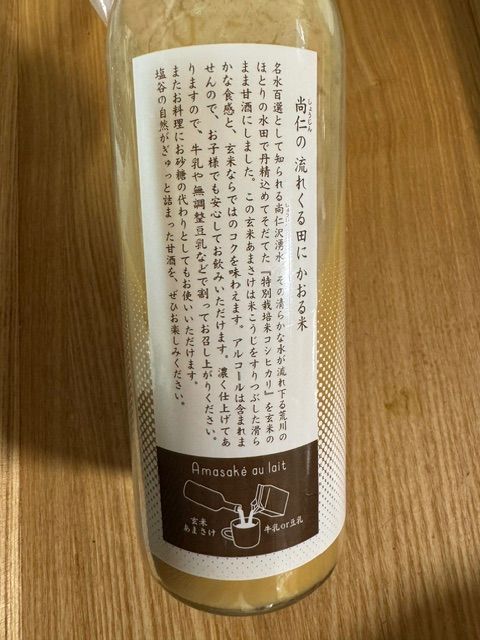 しょうじん
尚仁の 流れくる田に かおる米
名水百選として知られる尚仁沢湧水。その清らかな水が流れ下る荒川の
ほとりの水田で丹精込めてそだてた『特別栽培米コシヒカリ』を玄米の
まま甘酒にしました。この玄米あまさけは米こうじをすりつぶした滑ら
かな食感と、玄米ならではのコクを味わえます。アルコールは含まれま
せんので、お子様でも安心してお飲みいただけます。濃く仕上げてあ
りますので、牛乳や無調整豆乳などで割ってお召し上がりください。
またお料理にお砂糖の代わりとしてもお使いいただけます。
塩谷の自然がぎゅっと詰まった甘酒を、ぜひお楽しみください。
Amasaké au lait
玄米
あまさけ
牛乳or豆乳